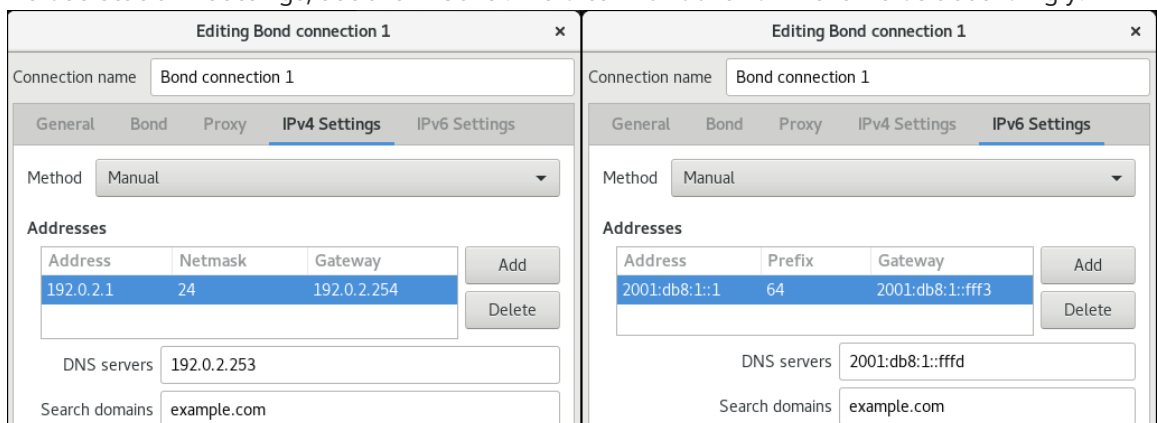 Editing Bond connection 1 ×
Connection name Bond connection 1
General Bond Proxy IPv4 Settings IPv6 Settings
Method Manual
Addresses
Address Netmask Gateway
192.0.2.1 24 192.0.2.254
Add
Delete
DNS servers 192.0.2.253
Search domains example.com
Editing Bond connection 1 ×
Connection name Bond connection 1
General Bond Proxy IPv4 Settings IPv6 Settings
Method Manual
Addresses
Address Prefix Gateway
2001:db8:1::1 64 2001:db8:1::fff3
Add
Delete
DNS servers 2001:db8:1::fffd
Search domains example.com